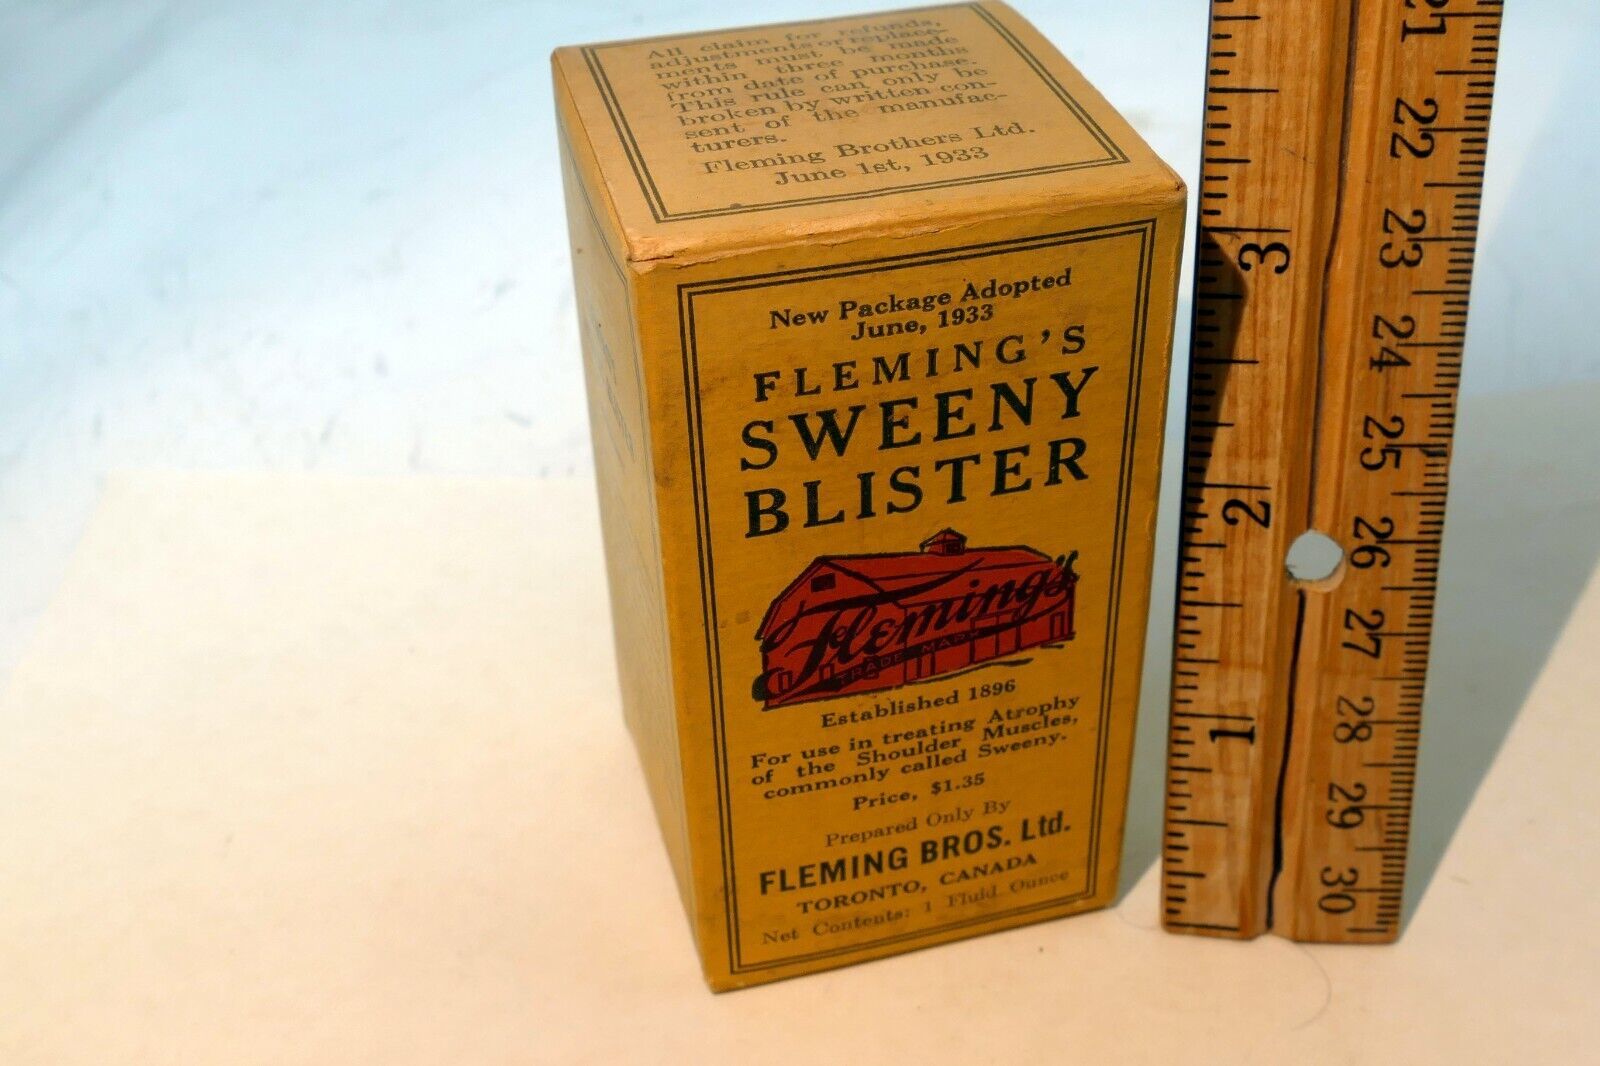 All claim for refunds,
adjustments or replace-
ments must be made
within three months
from date of purchase.
This rule can only be
broken by written con-
sent of the manufac-
turers.
Fleming Brothers Ltd.
June 1st, 1933
New Package Adopted
June, 1933
FLEMING'S
SWEENY
BLISTER
Fleming's
TRADE MARK
Established 1896
For use in treating Atrophy
of the Shoulder Muscles,
commonly called Sweeny.
Price, $1.35
Prepared Only By
FLEMING BROS. Ltd.
TORONTO, CANADA
Net Contents: 1 Fluid Ounce
3
2
1
21
22
23
24
25
26
27
28
29
30